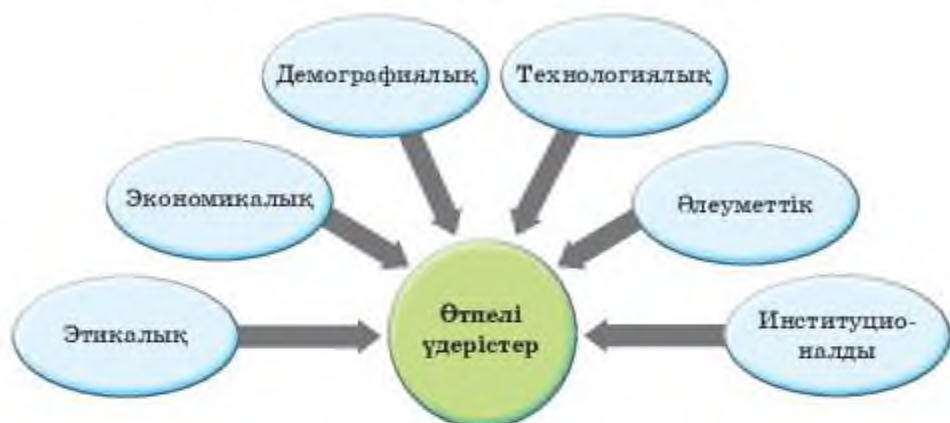 Демографиялық
Технологиялық
Экономикалық
Әлеуметтік
Этикалық
Өтпелі
үдерістер
Институцио-
налды